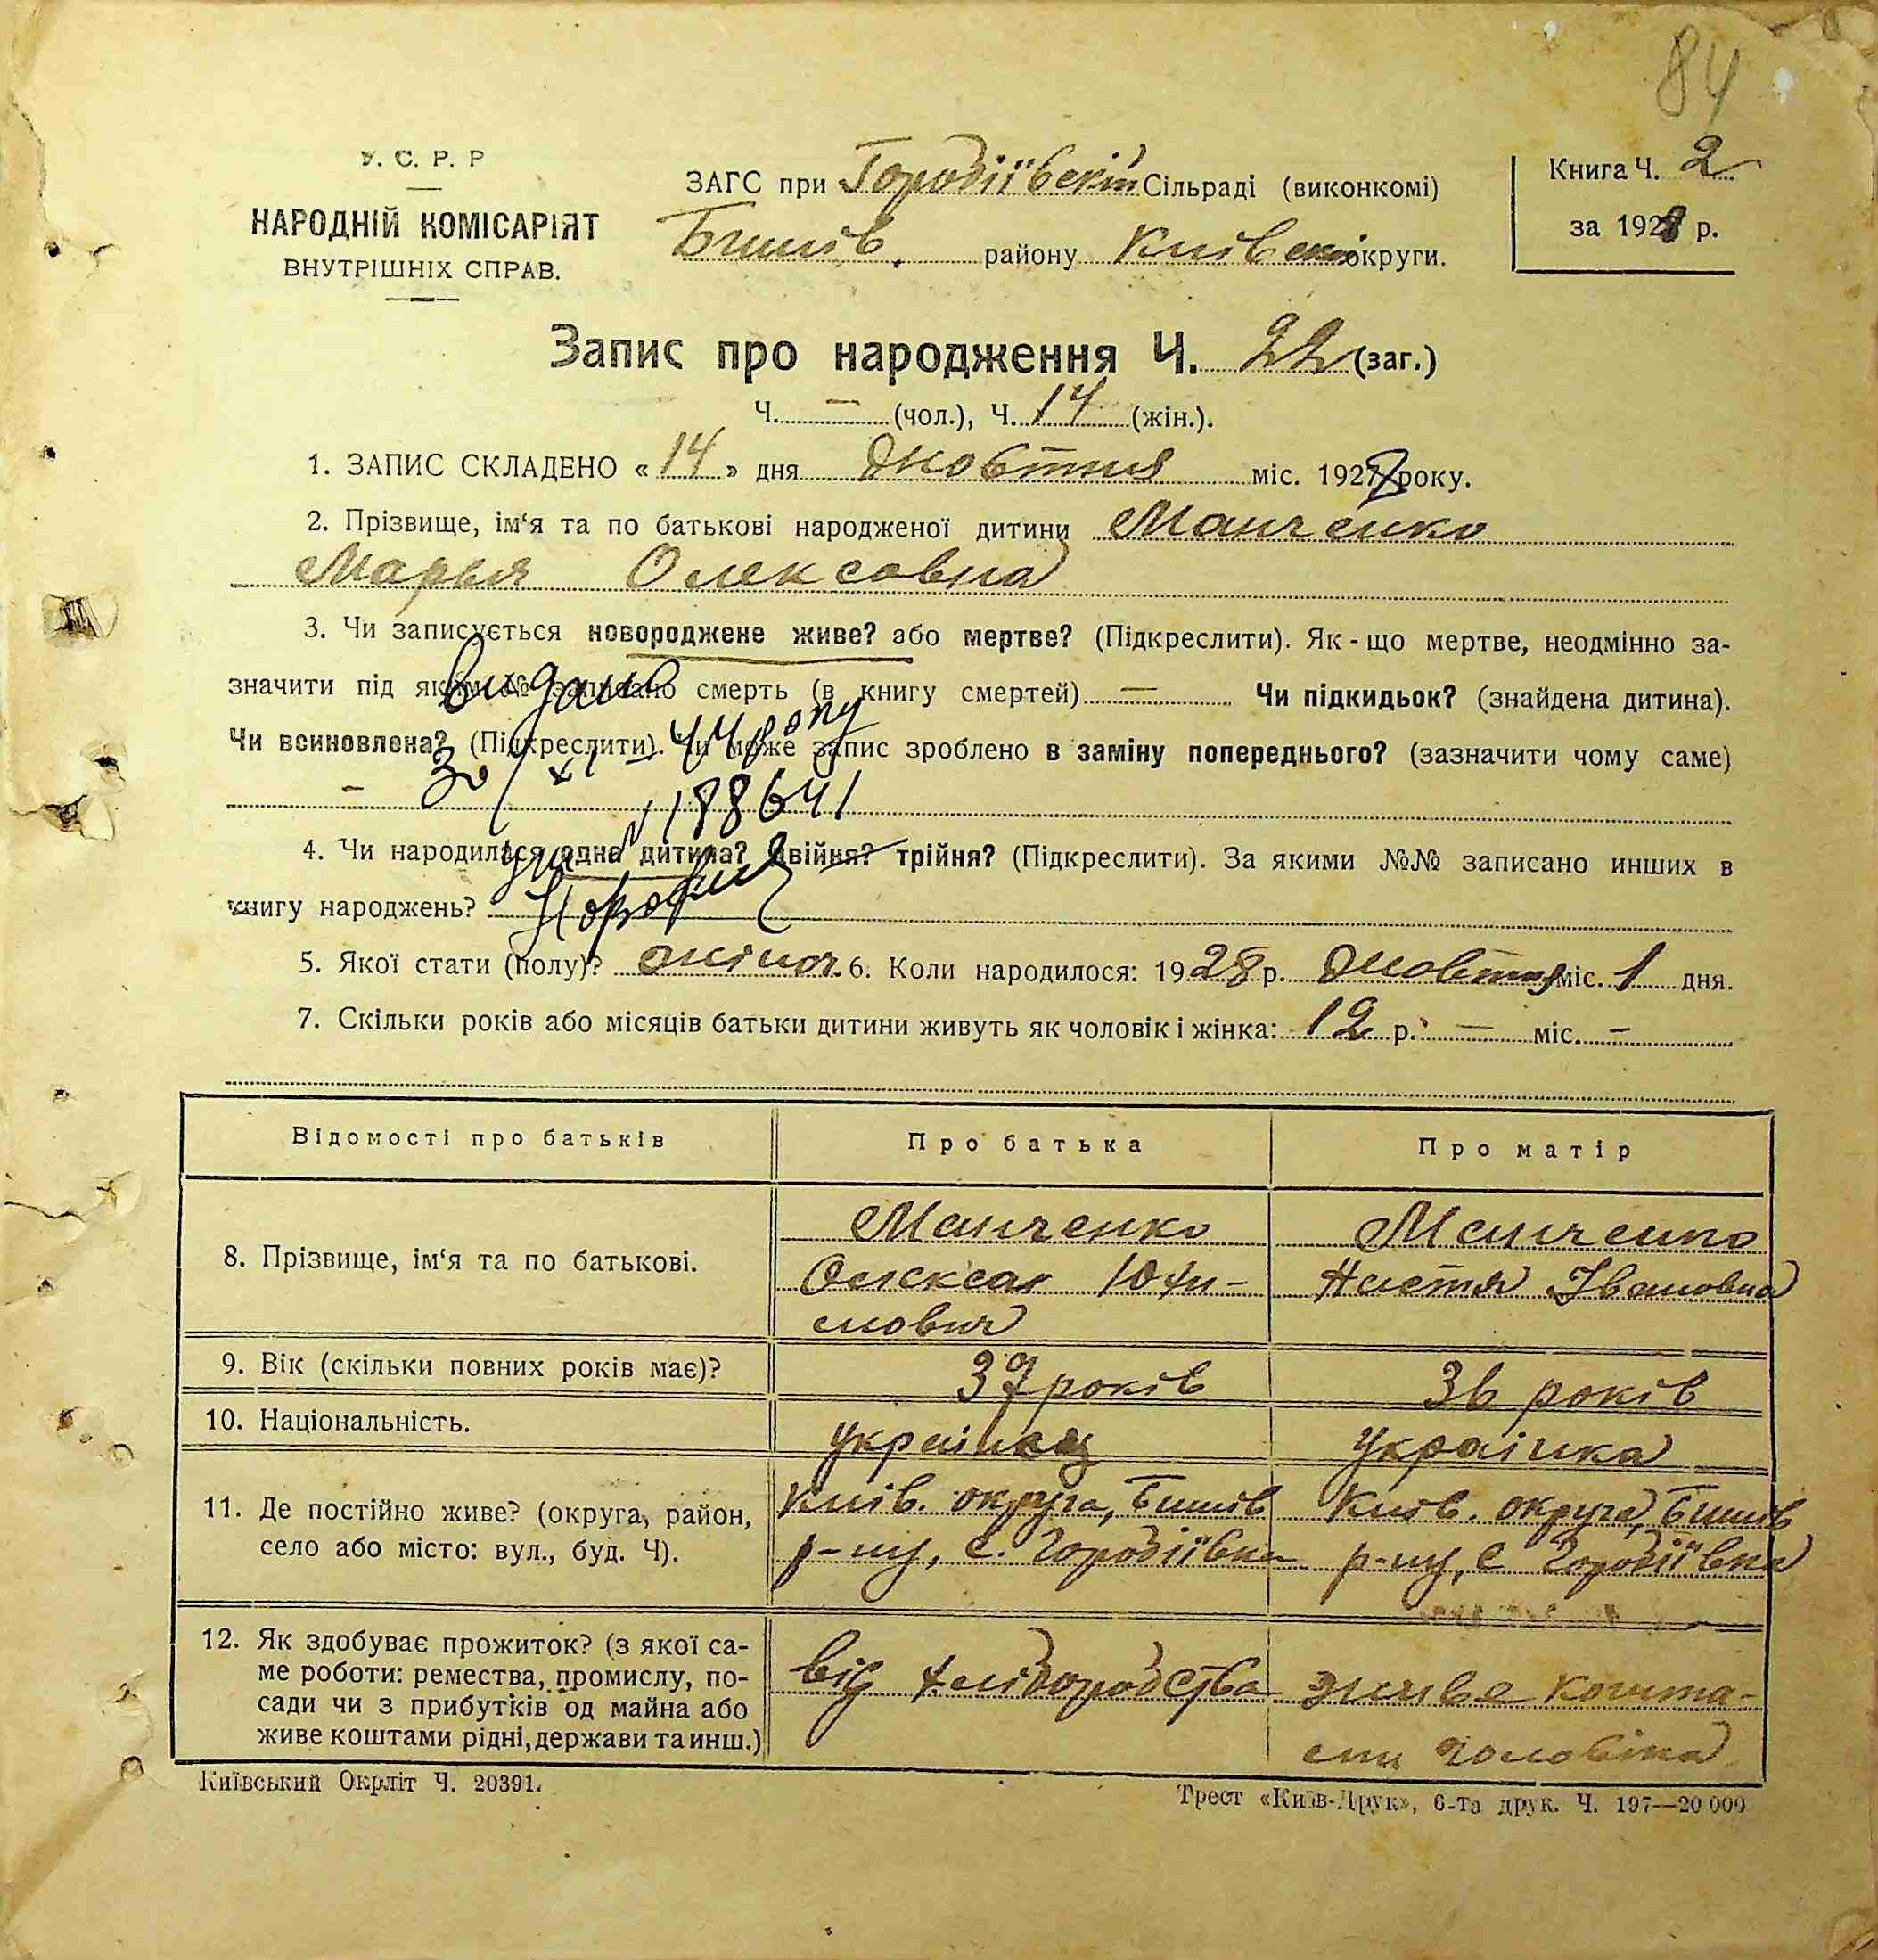 84
У. С. Р. Р
НАРОДНІЙ КОМІСАРІЯТ
ВНУТРІШНІХ СПРАВ.
ЗАГС при Городіївскій Сільраді (виконкомі)
Бишів. району Київської округи.
Книга Ч. 2
за 1928 р.
Запис про народження Ч. 22 (заг.)
Ч. — (чол.), Ч. 14 (жін.).
1. ЗАПИС СКЛАДЕНО «14» дня жовтня міс. 1928 року.
2. Прізвище, ім‘я та по батькові народженої дитини Манченко
Марья Олексовна
3. Чи записується новороджене живе? або мертве? (Підкреслити). Як - що мертве, неодмінно за-
значити під яким № записано смерть (в книгу смертей) — Чи підкидьок? (знайдена дитина).
видано
Чи всиновлена? (Підкреслити). Чи може запис зроблено в заміну попереднього? (зазначити чому саме)
44 року
–
188641
4. Чи народилася одна дитина? двійня? трійня? (Підкреслити). За якими №№ записано инших в
книгу народжень?
5. Якої стати (полу)? жіноч. 6. Коли народилося: 1928 р. жовтня міс. 1 дня.
7. Скільки років або місяців батьки дитини живуть як чоловік і жінка: 12 р. — міс. –
Відомості про батьків Про батька Про матір
8. Прізвище, ім‘я та по батькові.
Манченко
Олексан Юхи-
мович
Манченко
Настя Івановна
9. Вік (скільки повних років має)? 37 років 36 років
10. Національність. українец Українка
11. Де постійно живе? (округа, район,
село або місто: вул., буд. Ч).
Київ. округа, Бишів
р-ну, с. Городіївка
Київ. округа, Бишів
р-ну, с Городіївка
12. Як здобуває прожиток? (з якої са-
ме роботи: ремества, промислу, по-
сади чи з прибутків од майна або
живе коштами рідні, держави та инш.)
від хліборобства
живе кошта-
ми чоловіка
Київський Окрліт Ч. 20391.
Трест «Київ-Друк», 6-та друк. Ч. 197—20 000